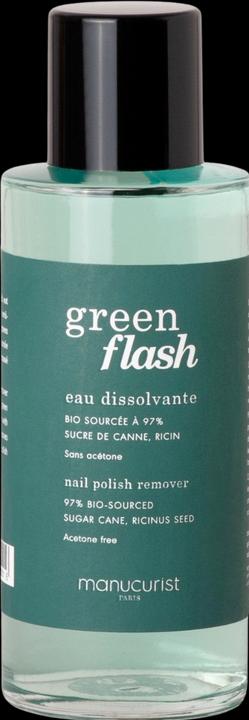 green
flash
eau dissolvante
BIO SOURCÉE À 97%
SUCRE DE CANNE, RICIN
Sans acétone
nail polish remover
97% BIO-SOURCED
SUGAR CANE, RICINUS SEED
Acetone free
manucurist
PARIS